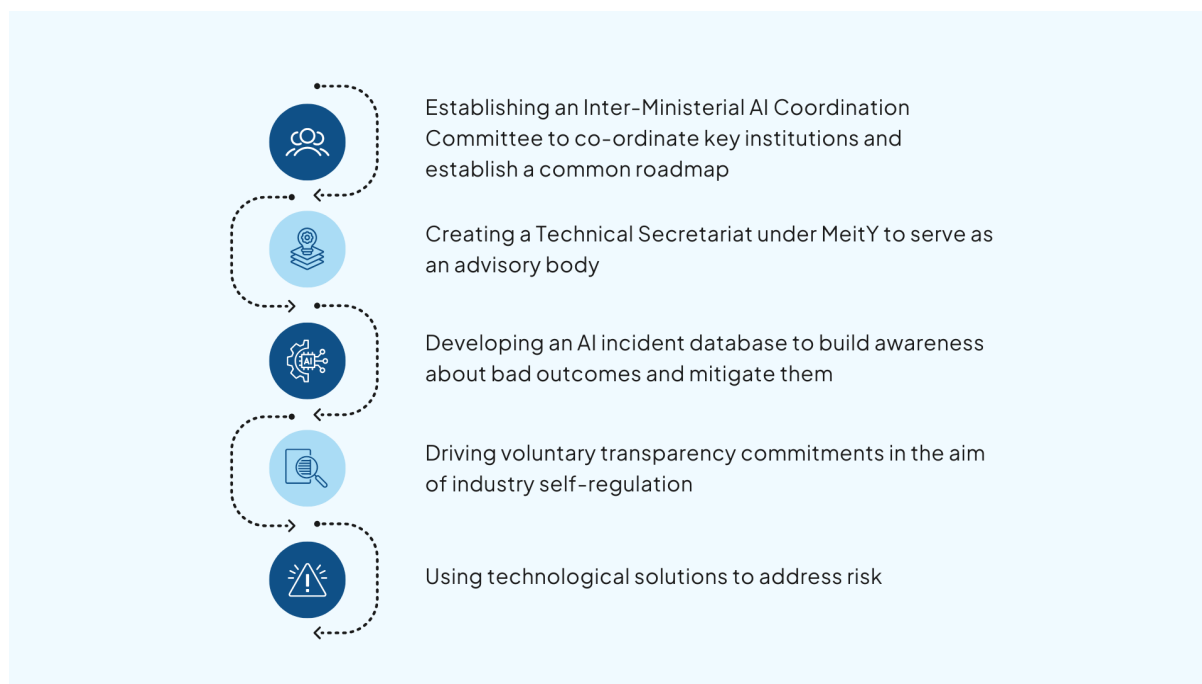 Establishing an Inter-Ministerial AI Coordination
Committee to co-ordinate key institutions and
establish a common roadmap
Creating a Technical Secretariat under MeitY to serve as
an advisory body
AI
Developing an AI incident database to build awareness
about bad outcomes and mitigate them
Driving voluntary transparency commitments in the aim
of industry self-regulation
Using technological solutions to address risk